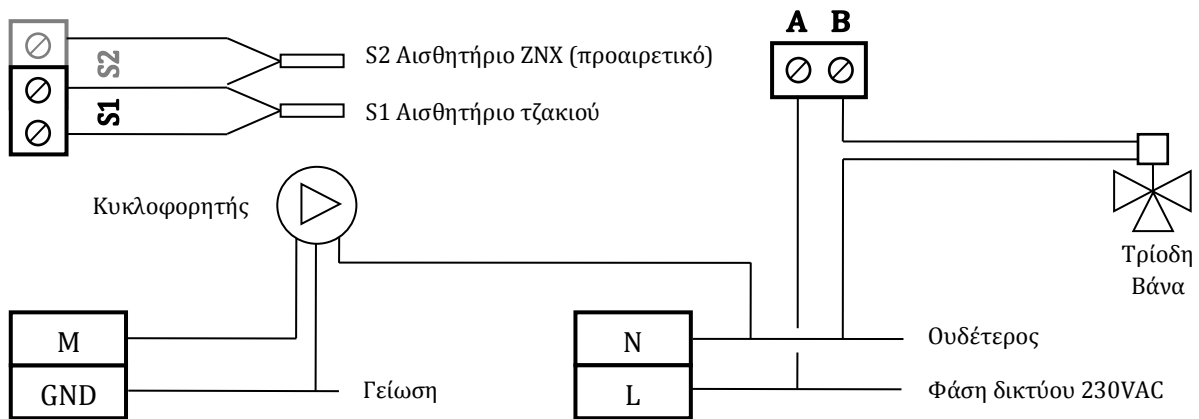 A B
S2
S2 Αισθητήριο ΖΝΧ (προαιρετικό)
S1
S1 Αισθητήριο τζακιού
Κυκλοφορητής
Τρίοδη
Βάνα
M
N
Ουδέτερος
GND
Γείωση
L
Φάση δικτύου 230VAC